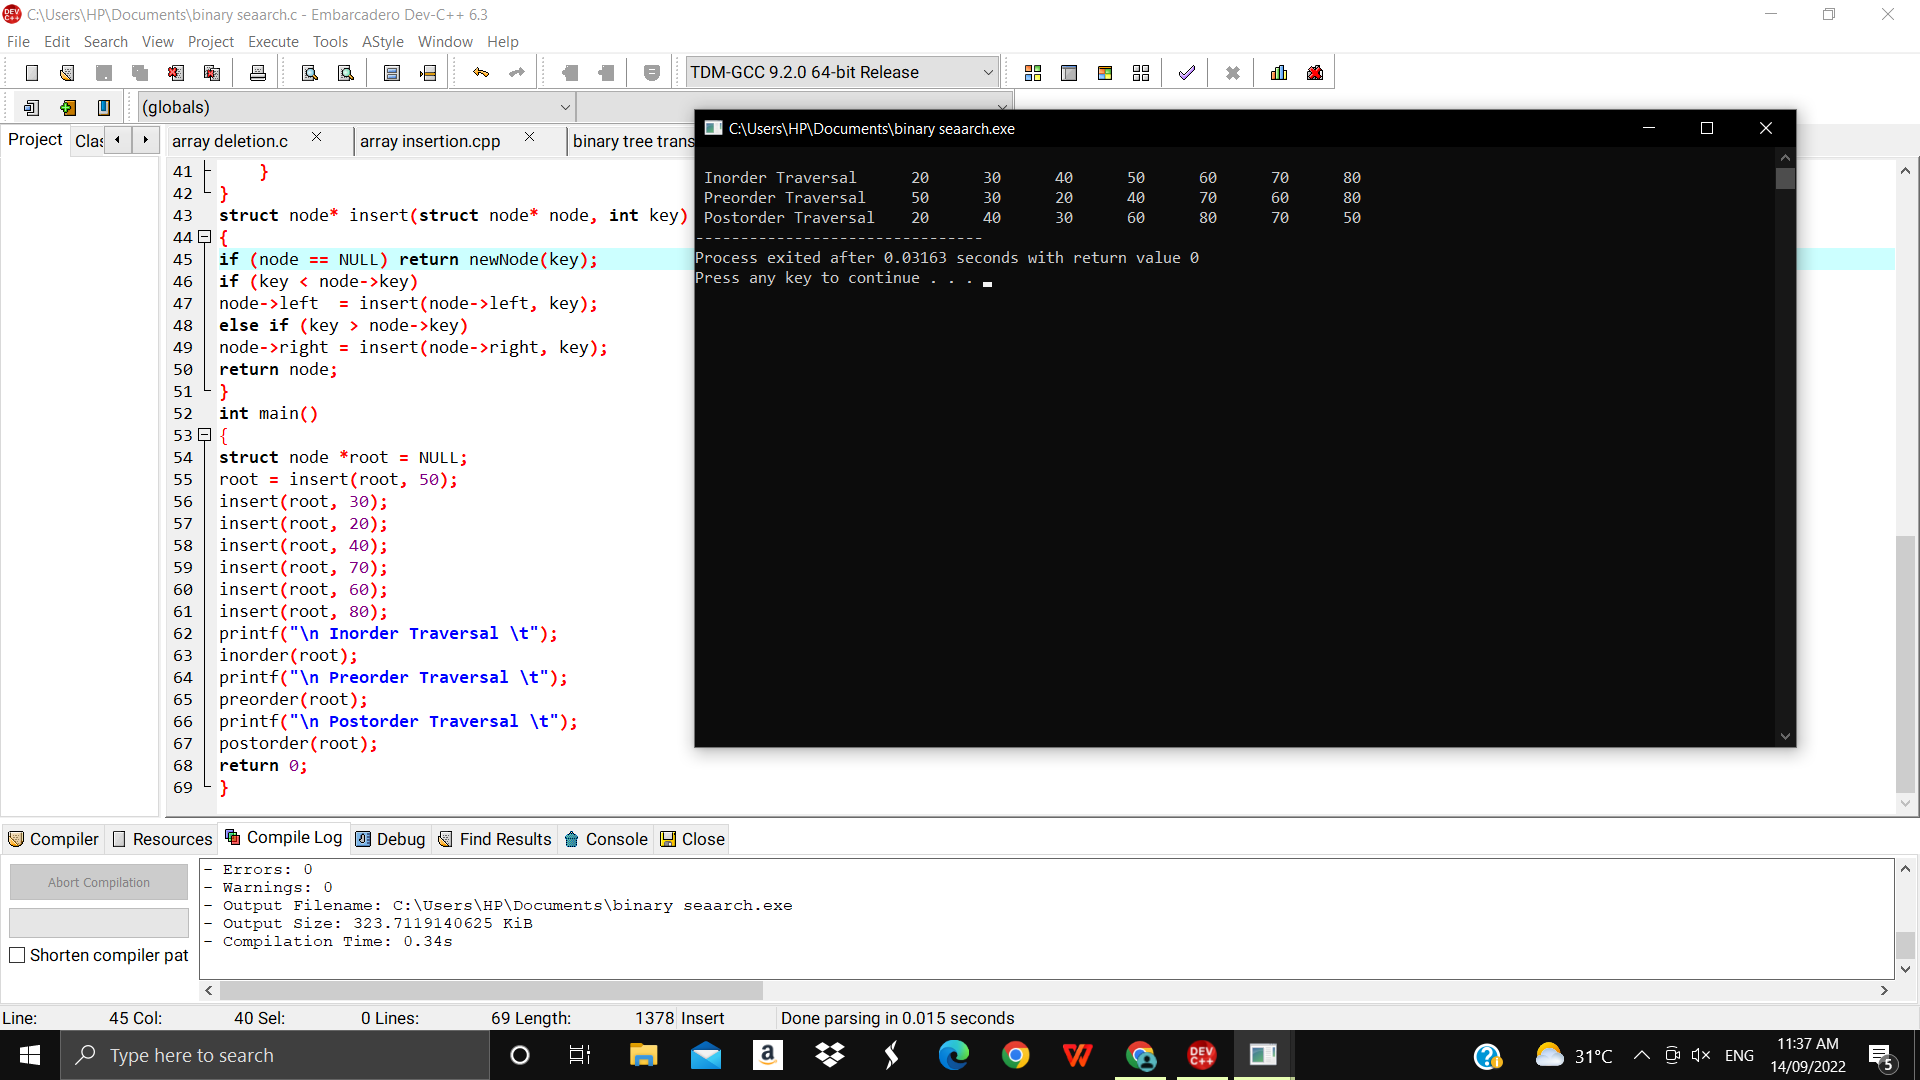 C:\Users\HP\Documents\binary seaarch.c - Embarcadero Dev-C++ 6.3
File Edit Search View Project Execute Tools AStyle Window Help
TDM-GCC 9.2.0 64-bit Release
(globals)
Project Clas
array deletion.c array insertion.cpp binary tree trans
41 }
42 }
43 struct node* insert(struct node* node, int key)
44 {
45 if (node == NULL) return newNode(key);
46 if (key < node->key)
47 node->left  = insert(node->left, key);
48 else if (key > node->key)
49 node->right = insert(node->right, key);
50 return node;
51 }
52 int main()
53 {
54 struct node *root = NULL;
55 root = insert(root, 50);
56 insert(root, 30);
57 insert(root, 20);
58 insert(root, 40);
59 insert(root, 70);
60 insert(root, 60);
61 insert(root, 80);
62 printf("\n Inorder Traversal \t");
63 inorder(root);
64 printf("\n Preorder Traversal \t");
65 preorder(root);
66 printf("\n Postorder Traversal \t");
67 postorder(root);
68 return 0;
69 }
C:\Users\HP\Documents\binary seaarch.exe
Inorder Traversal 20 30 40 50 60 70 80
Preorder Traversal 50 30 20 40 70 60 80
Postorder Traversal 20 40 30 60 80 70 50
--------------------------------
Process exited after 0.03163 seconds with return value 0
Press any key to continue . . .
Compiler Resources Compile Log Debug Find Results Console Close
Abort Compilation
Shorten compiler pat
- Errors: 0
- Warnings: 0
- Output Filename: C:\Users\HP\Documents\binary seaarch.exe
- Output Size: 323.7119140625 KiB
- Compilation Time: 0.34s
Line: 45 Col: 40 Sel: 0 Lines: 69 Length: 1378 Insert Done parsing in 0.015 seconds
Type here to search
31°C ENG
11:37 AM
14/09/2022
5